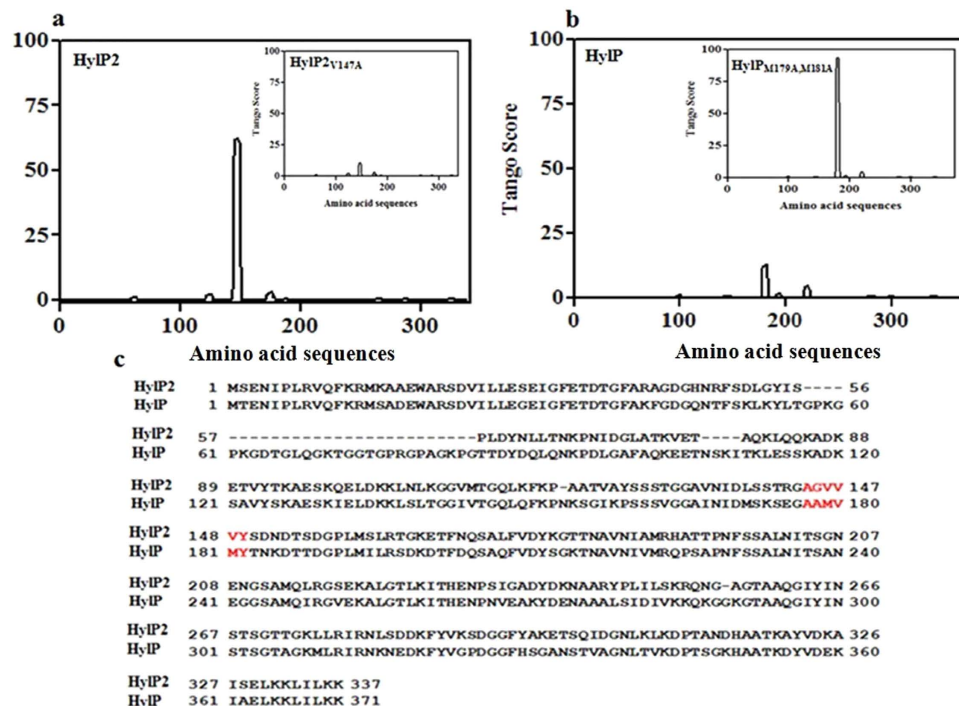 a
HylP2
100
75
50
25
0
0 100 200 300
Amino acid sequences
HylP2V147A
Tango Score
100
75
50
25
0
0 100 200 300
Amino acid sequences
b
HylP
Tango Score
100
75
50
25
0
0 100 200 300
Amino acid sequences
HylPM179A,M181A
Tango Score
100
75
50
25
0
0 100 200 300
Amino acid sequences
c
HylP2 1 MSENIPLRVQFKRMKAAEWARSDVILLESEIGFETDTGFARAGDGHNRFSDLGYIS---- 56
HylP 1 MTENIPLRVQFKRMSADEWARSDVILLEGEIGFETDTGFAKFGDGQNTFSKLKYLTGPKG 60
HylP2 57 ------------------------PLDYNLLTNKPNIDGLATKVET----AQKLQQKADK 88
HylP 61 PKGDTGLQGKTGGTGPRGPAGKPGTTDYDQLQNKPDLGAFAQKEETNSKITKLESSKADK 120
HylP2 89 ETVYTKAESKQELDKKLNLKGGVMTGQLKFKP-AATVAYSSSTGGAVNIDLSSTRGAGVV 147
HylP 121 SAVYSKAESKIELDKKLSLTGGIVTGQLQFKPNKSGIKPSSSVGGAINIDMSKSEGAAMV 180
HylP2 148 VYSDNDTSDGPLMSLRTGKETFNQSALFVDYKGTTNAVNIAMRHATTPNFSSALNITSGN 207
HylP 181 MYTNKDTTDGPLMILRSDKDTFDQSAQFVDYSGKTNAVNIVMRQPSAPNFSSALNITSAN 240
HylP2 208 ENGSAMQLRGSEKALGTLKITHENPSIGADYDKNAARYPLILSKRQNG-AGTAAQGIYIN 266
HylP 241 EGGSAMQIRGVEKALGTLKITHENPNVEAKYDENAAALSIDIVKKQKGGKGTAAQGIYIN 300
HylP2 267 STSGTTGKLLRIRNLSDDKFYVKSDGGFYAKETSQIDGNLKLKDPTANDHAATKAYVDKA 326
HylP 301 STSGTAGKMLRIRNKNEDKFYVGPDGGFHSGANSTVAGNLTVKDPTSGKHAATKDYVDEK 360
HylP2 327 ISELKKLILKK 337
HylP 361 IAELKKLILKK 371